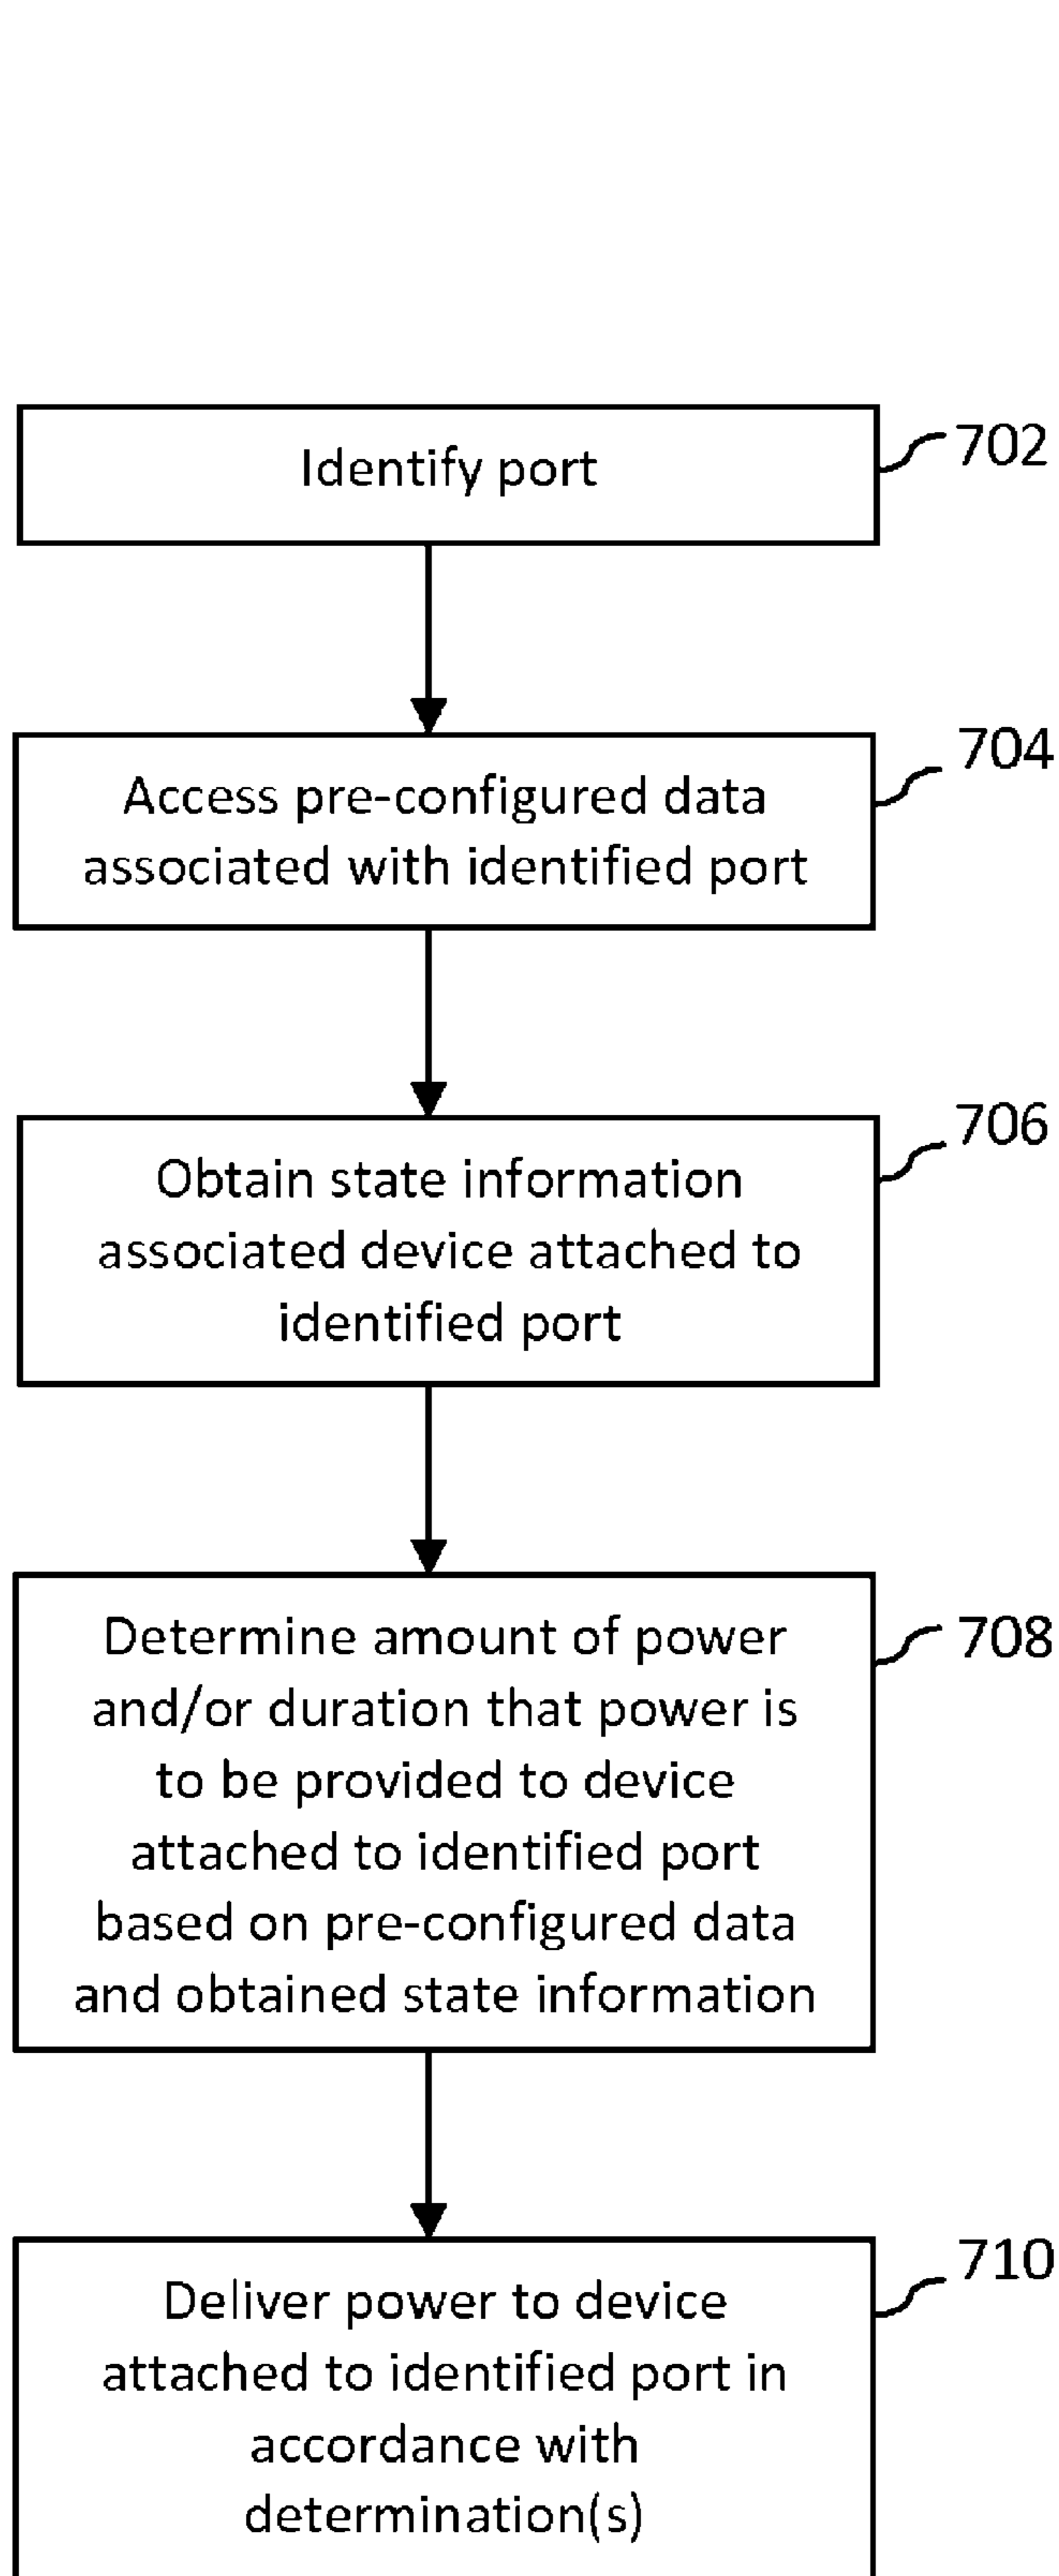 Identify port
702
Access pre-configured data
associated with identified port
704
Obtain state information
associated device attached to
identified port
706
Determine amount of power
and/or duration that power is
to be provided to device
attached to identified port
based on pre-configured data
and obtained state information
708
Deliver power to device
attached to identified port in
accordance with
determination(s)
710